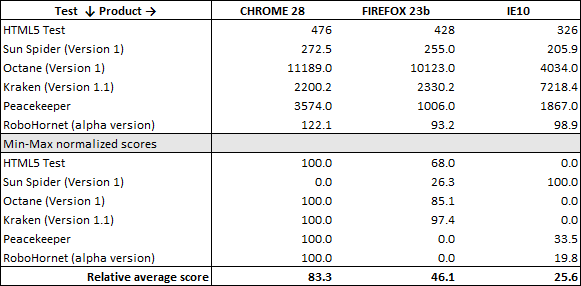 Test ↓ Product → CHROME 28 FIREFOX 23b IE10
HTML5 Test 476 428 326
Sun Spider (Version 1) 272.5 255.0 205.9
Octane (Version 1) 11189.0 10123.0 4034.0
Kraken (Version 1.1) 2200.2 2330.2 7218.4
Peacekeeper 3574.0 1006.0 1867.0
RoboHornet (alpha version) 122.1 93.2 98.9
Min-Max normalized scores
HTML5 Test 100.0 68.0 0.0
Sun Spider (Version 1) 0.0 26.3 100.0
Octane (Version 1) 100.0 85.1 0.0
Kraken (Version 1.1) 100.0 97.4 0.0
Peacekeeper 100.0 0.0 33.5
RoboHornet (alpha version) 100.0 0.0 19.8
Relative average score 83.3 46.1 25.6